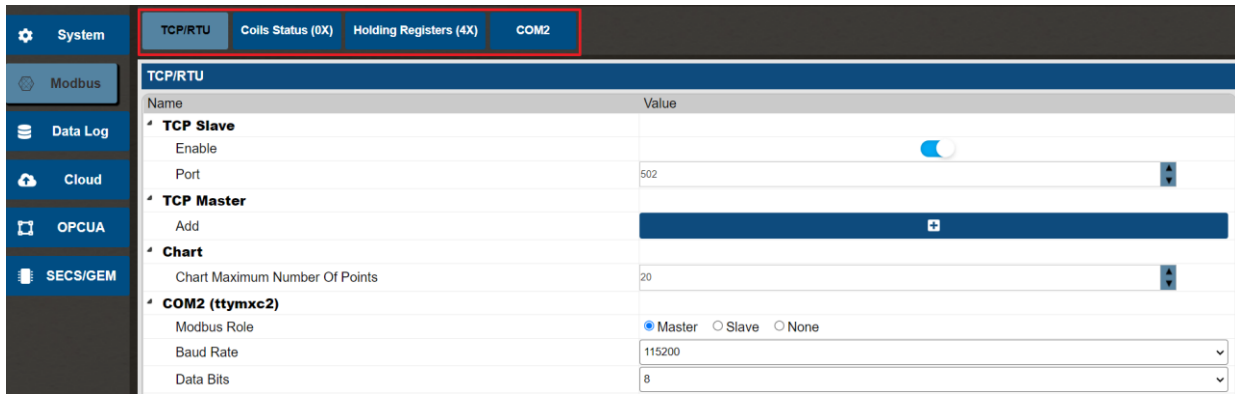 System
Modbus
Data Log
Cloud
OPCUA
SECS/GEM
TCP/RTU Coils Status (0X) Holding Registers (4X) COM2
TCP/RTU
Name Value
TCP Slave
Enable
Port 502
TCP Master
Add
Chart
Chart Maximum Number Of Points 20
COM2 (ttymxc2)
Modbus Role Master Slave None
Baud Rate 115200
Data Bits 8